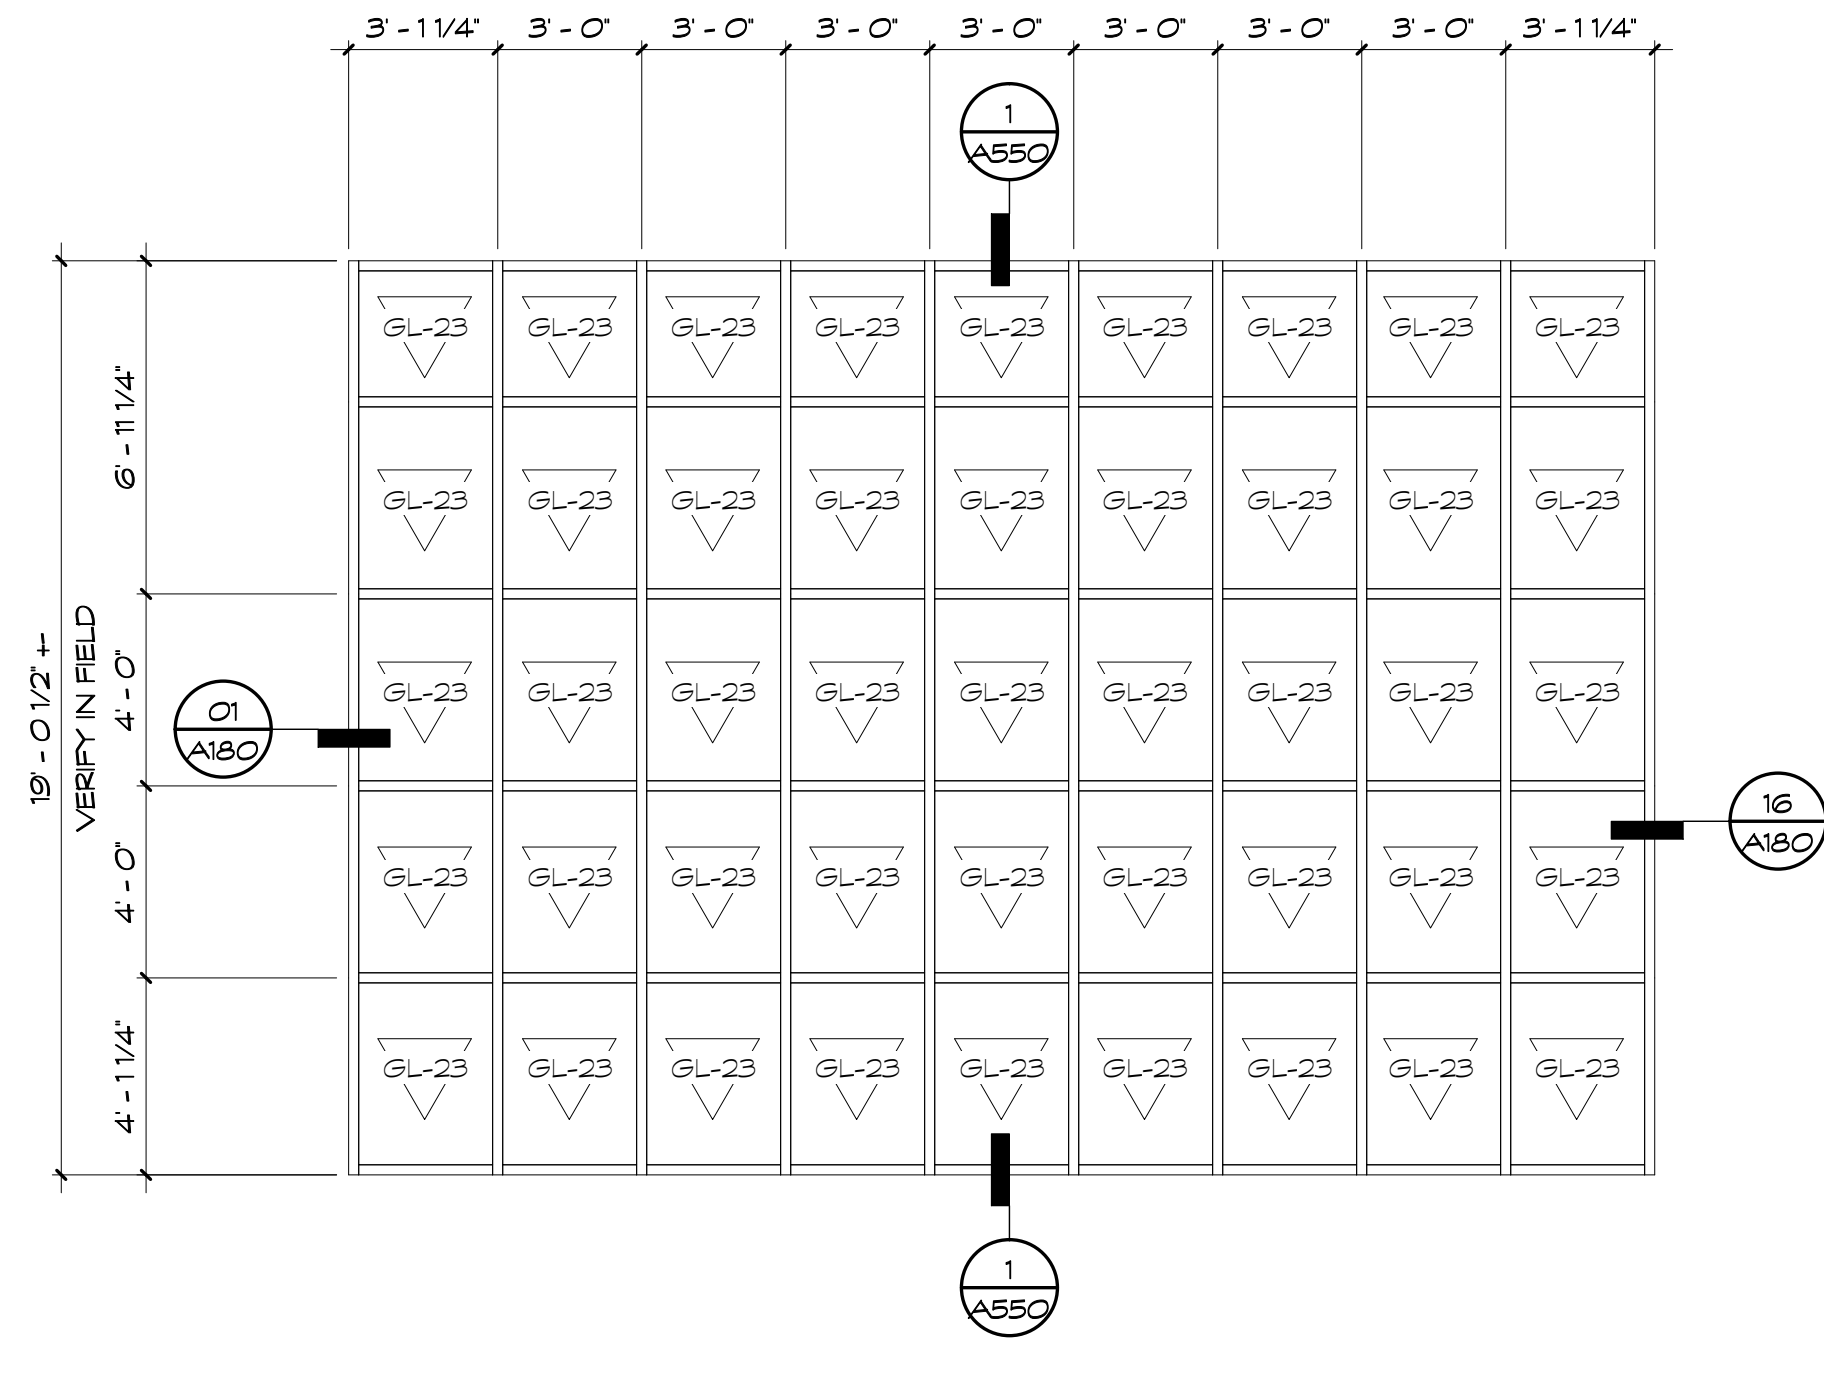 3' - 1 1/4" 3' - 0" 3' - 0" 3' - 0" 3' - 0" 3' - 0" 3' - 0" 3' - 0" 3' - 1 1/4"
1
A550
GL-23 GL-23 GL-23 GL-23 GL-23 GL-23 GL-23 GL-23 GL-23
6' - 11 1/4"
GL-23 GL-23 GL-23 GL-23 GL-23 GL-23 GL-23 GL-23 GL-23
19' - 0 1/2" +-
VERIFY IN FIELD
4' - 0"
GL-23 GL-23 GL-23 GL-23 GL-23 GL-23 GL-23 GL-23 GL-23
01
A180
16
A180
4' - 0"
GL-23 GL-23 GL-23 GL-23 GL-23 GL-23 GL-23 GL-23 GL-23
4' - 1 1/4"
GL-23 GL-23 GL-23 GL-23 GL-23 GL-23 GL-23 GL-23 GL-23
1
A550